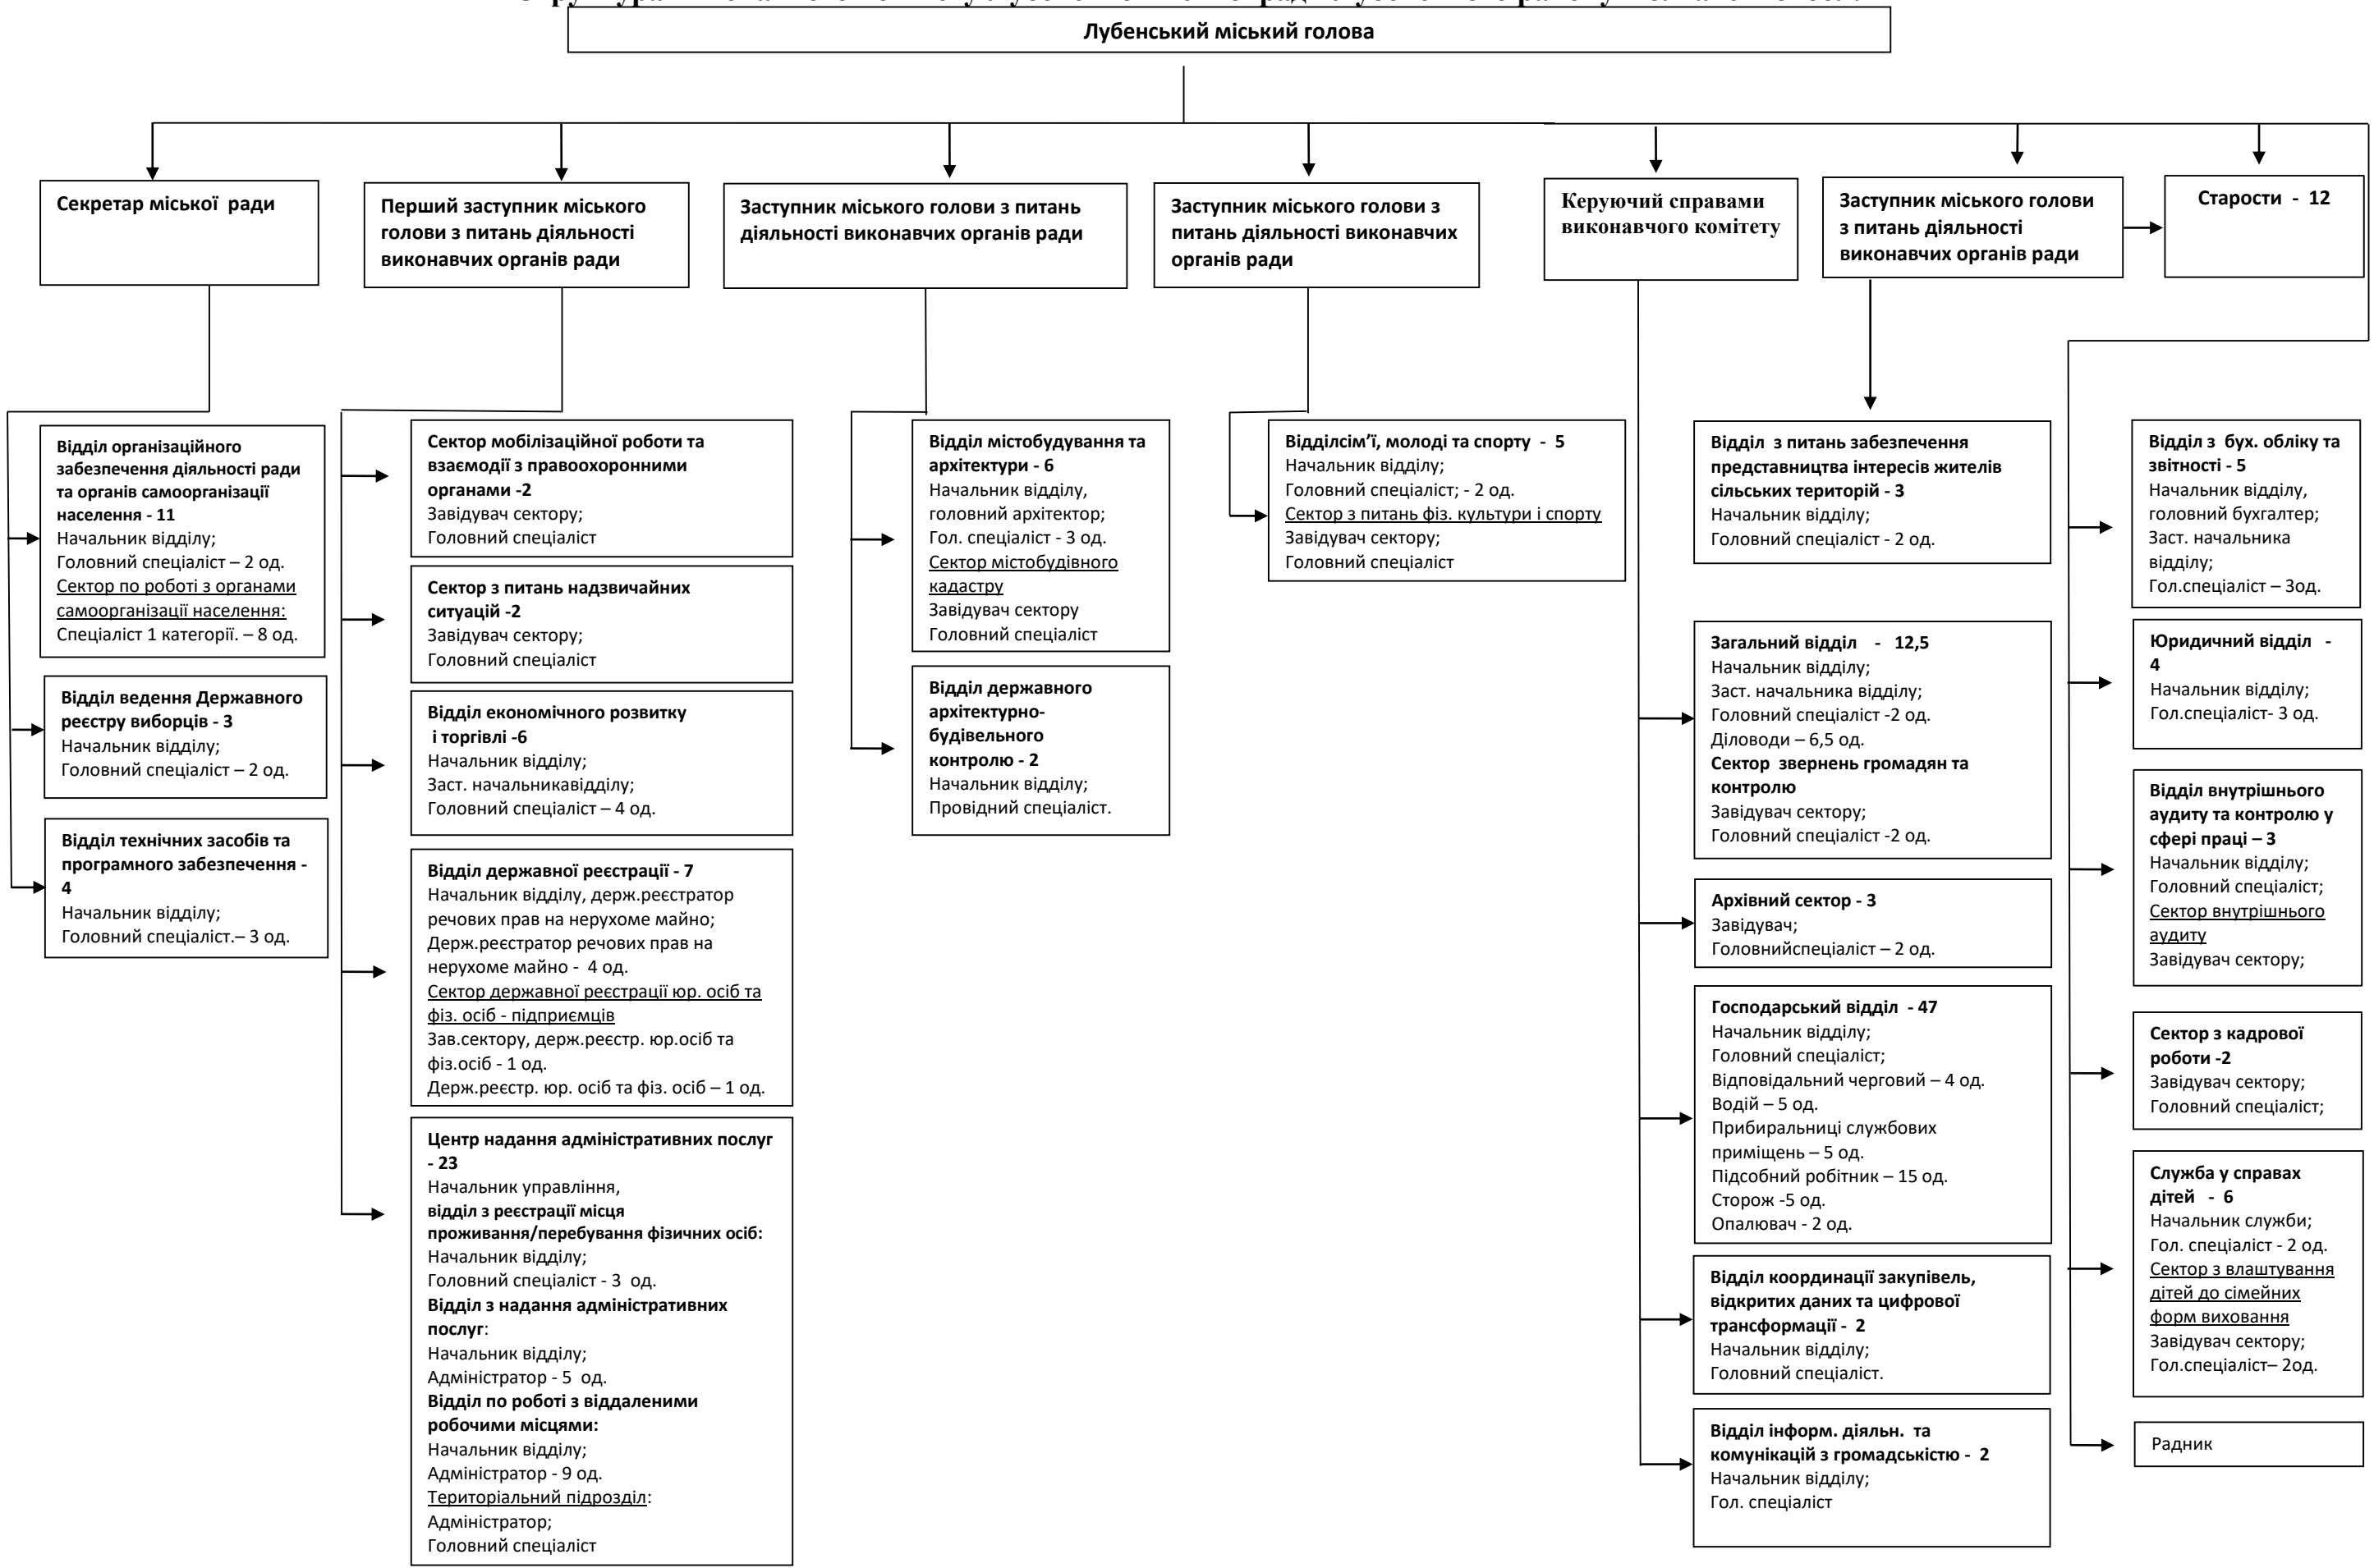 Лубенський міський голова
Секретар міської  ради
Перший заступник міського
голови з питань діяльності
виконавчих органів ради
Заступник міського голови з питань
діяльності виконавчих органів ради
Заступник міського голови з
питань діяльності виконавчих
органів ради
Керуючий справами
виконавчого комітету
Заступник міського голови
з питань діяльності
виконавчих органів ради
Старости - 12
Відділ організаційного
забезпечення діяльності ради
та органів самоорганізації
населення - 11
Начальник відділу;
Головний спеціаліст – 2 од.
Сектор по роботі з органами
самоорганізації населення:
Спеціаліст 1 категорії. – 8 од.
Відділ ведення Державного
реєстру виборців - 3
Начальник відділу;
Головний спеціаліст – 2 од.
Відділ технічних засобів та
програмного забезпечення -
4
Начальник відділу;
Головний спеціаліст.– 3 од.
Сектор мобілізаційної роботи та
взаємодії з правоохоронними
органами -2
Завідувач сектору;
Головний спеціаліст
Сектор з питань надзвичайних
ситуацій -2
Завідувач сектору;
Головний спеціаліст
Відділ економічного розвитку
і торгівлі -6
Начальник відділу;
Заст. начальникавідділу;
Головний спеціаліст – 4 од.
Відділ державної реєстрації - 7
Начальник відділу, держ.реєстратор
речових прав на нерухоме майно;
Держ.реєстратор речових прав на
нерухоме майно - 4 од.
Сектор державної реєстрації юр. осіб та
фіз. осіб - підприємців
Зав.сектору, держ.реєстр. юр.осіб та
фіз.осіб - 1 од.
Держ.реєстр. юр. осіб та фіз. осіб – 1 од.
Центр надання адміністративних послуг
- 23
Начальник управління,
відділ з реєстрації місця
проживання/перебування фізичних осіб:
Начальник відділу;
Головний спеціаліст - 3 од.
Відділ з надання адміністративних
послуг:
Начальник відділу;
Адміністратор - 5 од.
Відділ по роботі з віддаленими
робочими місцями:
Начальник відділу;
Адміністратор - 9 од.
Територіальний підрозділ:
Адміністратор;
Головний спеціаліст
Відділ містобудування та
архітектури - 6
Начальник відділу,
головний архітектор;
Гол. спеціаліст - 3 од.
Сектор містобудівного
кадастру
Завідувач сектору
Головний спеціаліст
Відділ державного
архітектурно-
будівельного
контролю - 2
Начальник відділу;
Провідний спеціаліст.
Відділсім’ї, молоді та спорту - 5
Начальник відділу;
Головний спеціаліст; - 2 од.
Сектор з питань фіз. культури і спорту
Завідувач сектору;
Головний спеціаліст
Відділ з питань забезпечення
представництва інтересів жителів
сільських територій - 3
Начальник відділу;
Головний спеціаліст - 2 од.
Загальний відділ - 12,5
Начальник відділу;
Заст. начальника відділу;
Головний спеціаліст -2 од.
Діловоди – 6,5 од.
Сектор звернень громадян та
контролю
Завідувач сектору;
Головний спеціаліст -2 од.
Архівний сектор - 3
Завідувач;
Головнийспеціаліст – 2 од.
Господарський відділ - 47
Начальник відділу;
Головний спеціаліст;
Відповідальний черговий – 4 од.
Водій – 5 од.
Прибиральниці службових
приміщень – 5 од.
Підсобний робітник – 15 од.
Сторож -5 од.
Опалювач - 2 од.
Відділ координації закупівель,
відкритих даних та цифрової
трансформації - 2
Начальник відділу;
Головний спеціаліст.
Відділ інформ. діяльн. та
комунікацій з громадськістю - 2
Начальник відділу;
Гол. спеціаліст
Відділ з бух. обліку та
звітності - 5
Начальник відділу,
головний бухгалтер;
Заст. начальника
відділу;
Гол.спеціаліст – 3од.
Юридичний відділ -
4
Начальник відділу;
Гол.спеціаліст- 3 од.
Відділ внутрішнього
аудиту та контролю у
сфері праці – 3
Начальник відділу;
Головний спеціаліст;
Сектор внутрішнього
аудиту
Завідувач сектору;
Сектор з кадрової
роботи -2
Завідувач сектору;
Головний спеціаліст;
Служба у справах
дітей - 6
Начальник служби;
Гол. спеціаліст - 2 од.
Сектор з влаштування
дітей до сімейних
форм виховання
Завідувач сектору;
Гол.спеціаліст– 2од.
Радник